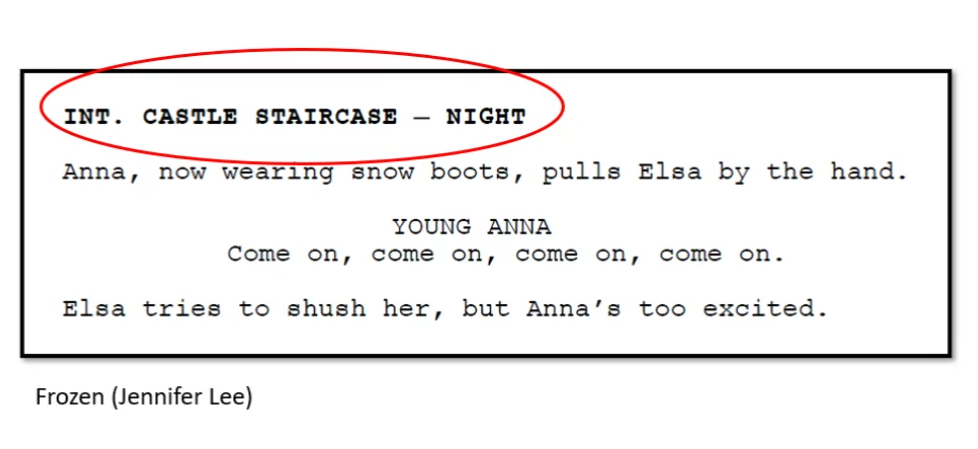 INT. CASTLE STAIRCASE – NIGHT
Anna, now wearing snow boots, pulls Elsa by the hand.
YOUNG ANNA
Come on, come on, come on, come on.
Elsa tries to shush her, but Anna’s too excited.
Frozen (Jennifer Lee)